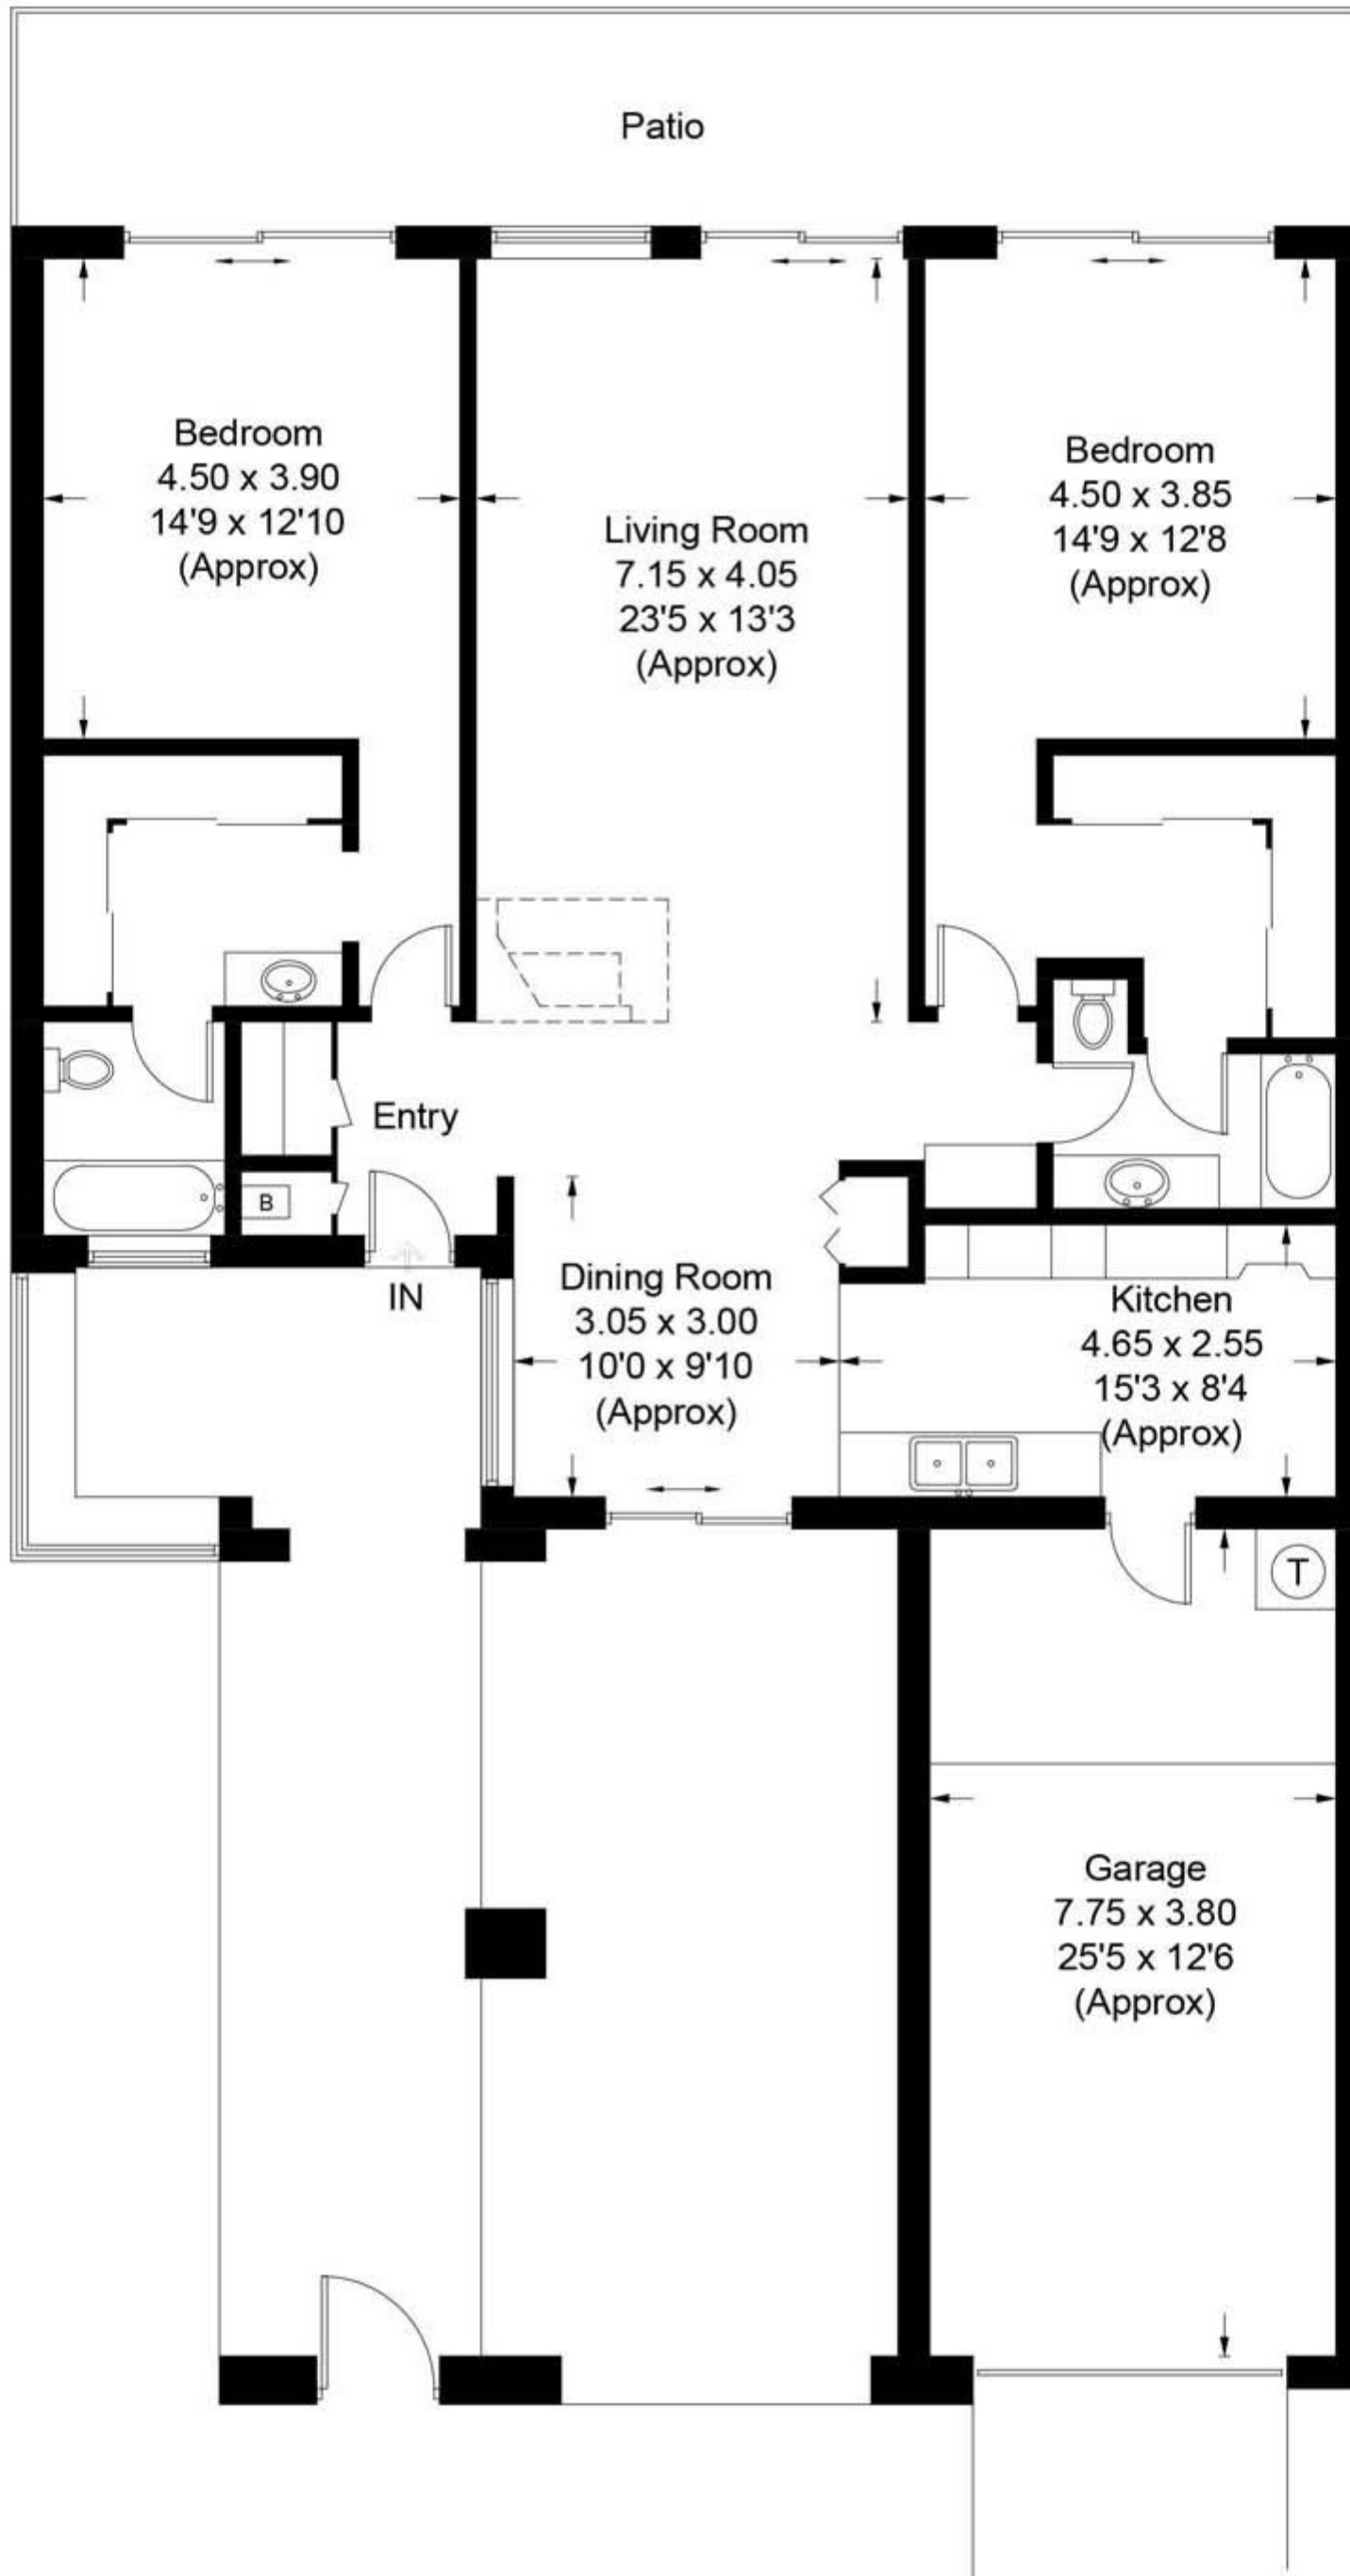 Patio
Bedroom
4.50 x 3.90
14'9 x 12'10
(Approx)
Bedroom
4.50 x 3.85
14'9 x 12'8
(Approx)
Living Room
7.15 x 4.05
23'5 x 13'3
(Approx)
Entry
B
IN
Dining Room
3.05 x 3.00
10'0 x 9'10
(Approx)
Kitchen
4.65 x 2.55
15'3 x 8'4
(Approx)
T
Garage
7.75 x 3.80
25'5 x 12'6
(Approx)